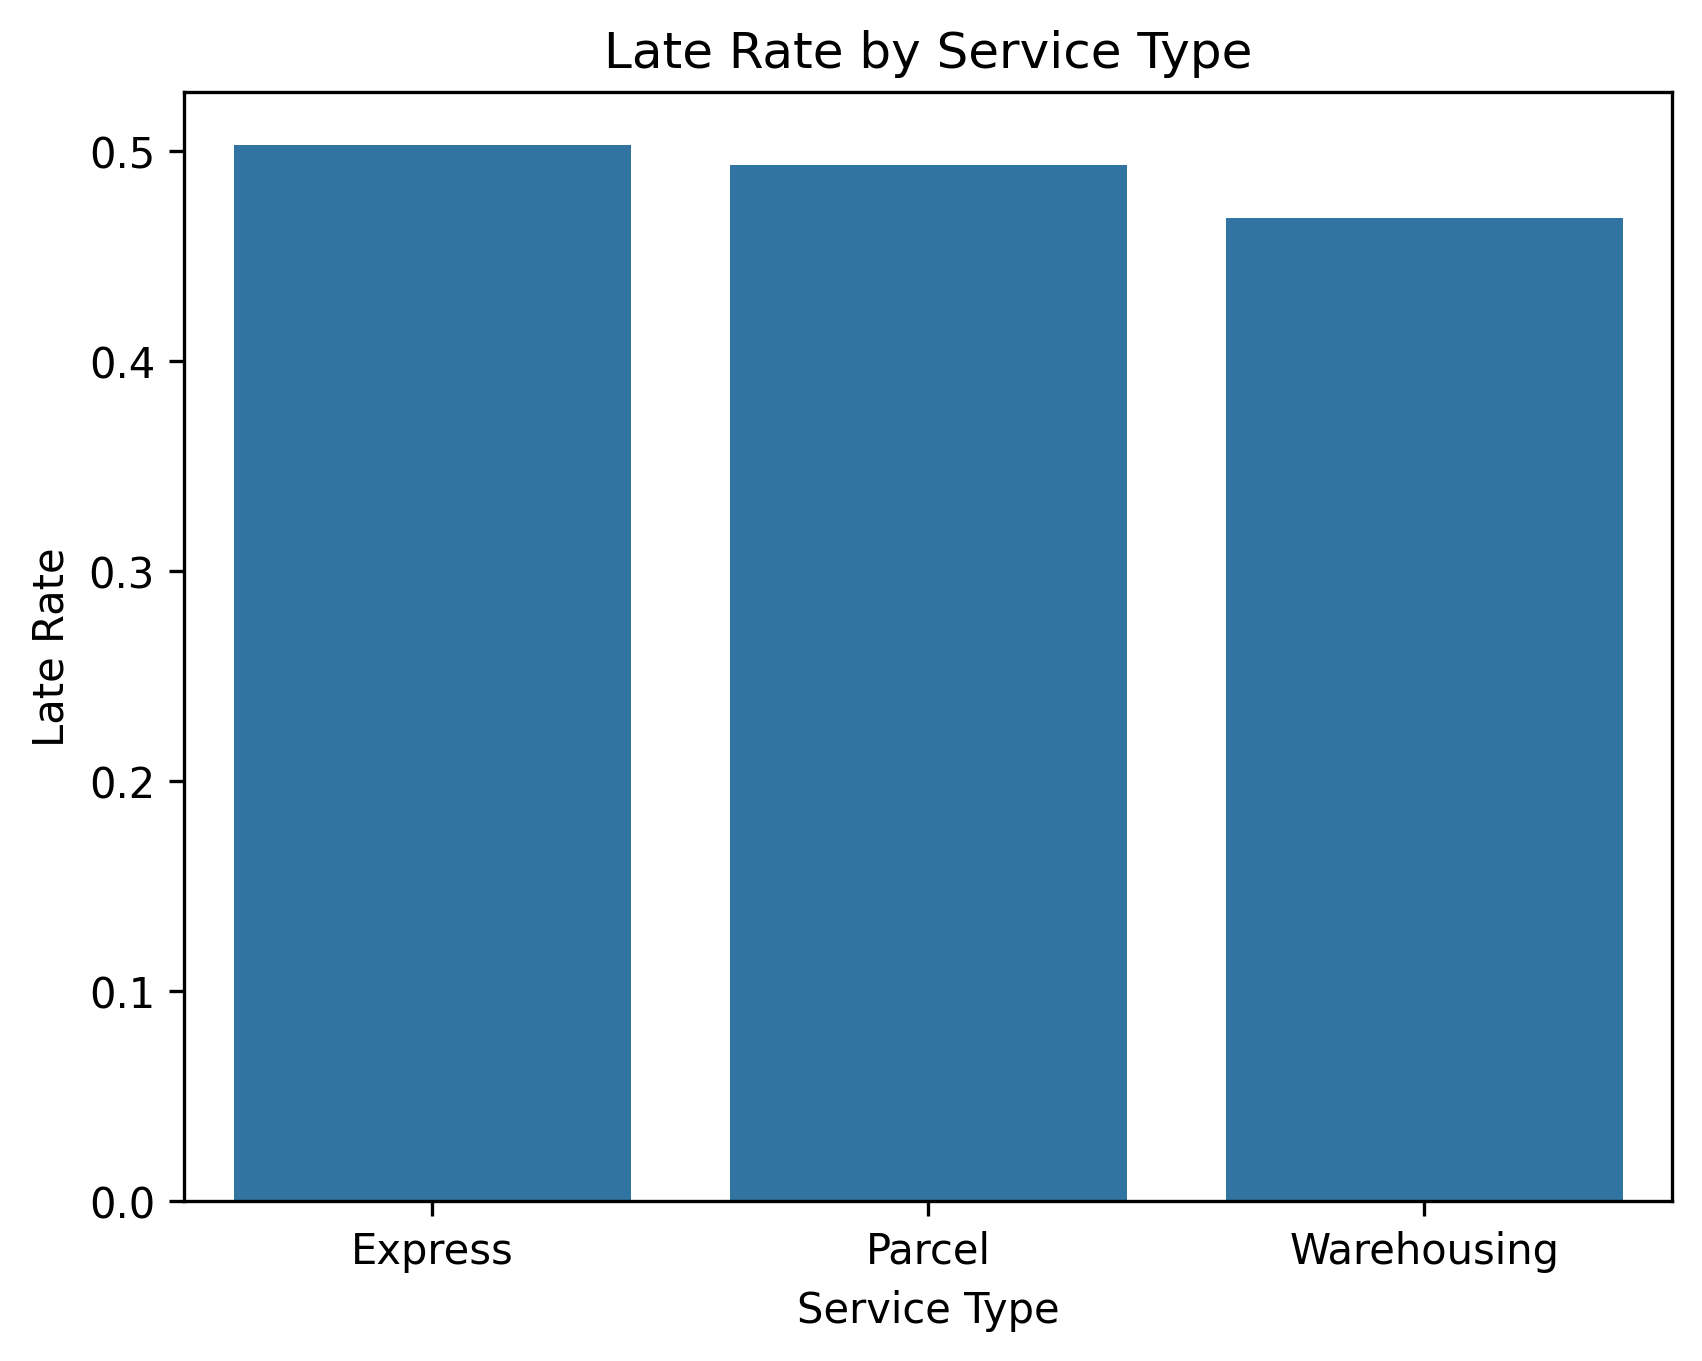 Late Rate by Service Type
0.5
0.4
0.3
0.2
0.1
0.0
Late Rate
Express Parcel Warehousing
Service Type